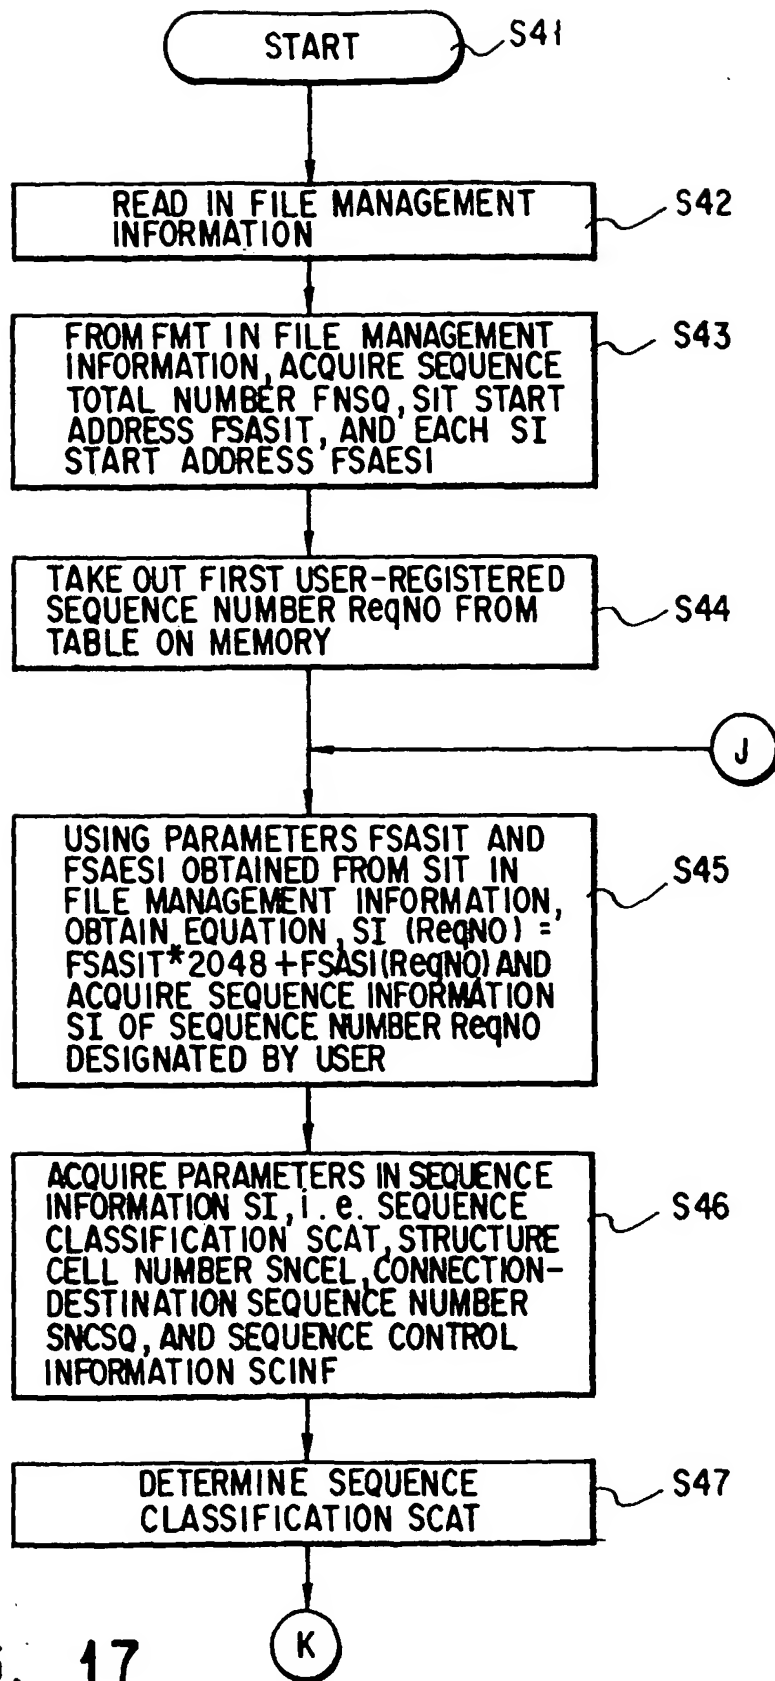 START
S41
READ IN FILE MANAGEMENT
INFORMATION
S42
FROM FMT IN FILE MANAGEMENT
INFORMATION, ACQUIRE SEQUENCE
TOTAL NUMBER FNSQ, SIT START
ADDRESS FSASIT, AND EACH SI
START ADDRESS FSAESI
S43
TAKE OUT FIRST USER-REGISTERED
SEQUENCE NUMBER ReqNO FROM
TABLE ON MEMORY
S44
J
USING PARAMETERS FSASIT AND
FSAESI OBTAINED FROM SIT IN
FILE MANAGEMENT INFORMATION,
OBTAIN EQUATION, SI (ReqNO) =
FSASIT*2048+FSASI(ReqNO) AND
ACQUIRE SEQUENCE INFORMATION
SI OF SEQUENCE NUMBER ReqNO
DESIGNATED BY USER
S45
ACQUIRE PARAMETERS IN SEQUENCE
INFORMATION SI, i.e. SEQUENCE
CLASSIFICATION SCAT, STRUCTURE
CELL NUMBER SNCEL, CONNECTION-
DESTINATION SEQUENCE NUMBER
SNCSQ, AND SEQUENCE CONTROL
INFORMATION SCINF
S46
DETERMINE SEQUENCE
CLASSIFICATION SCAT
S47
K
17